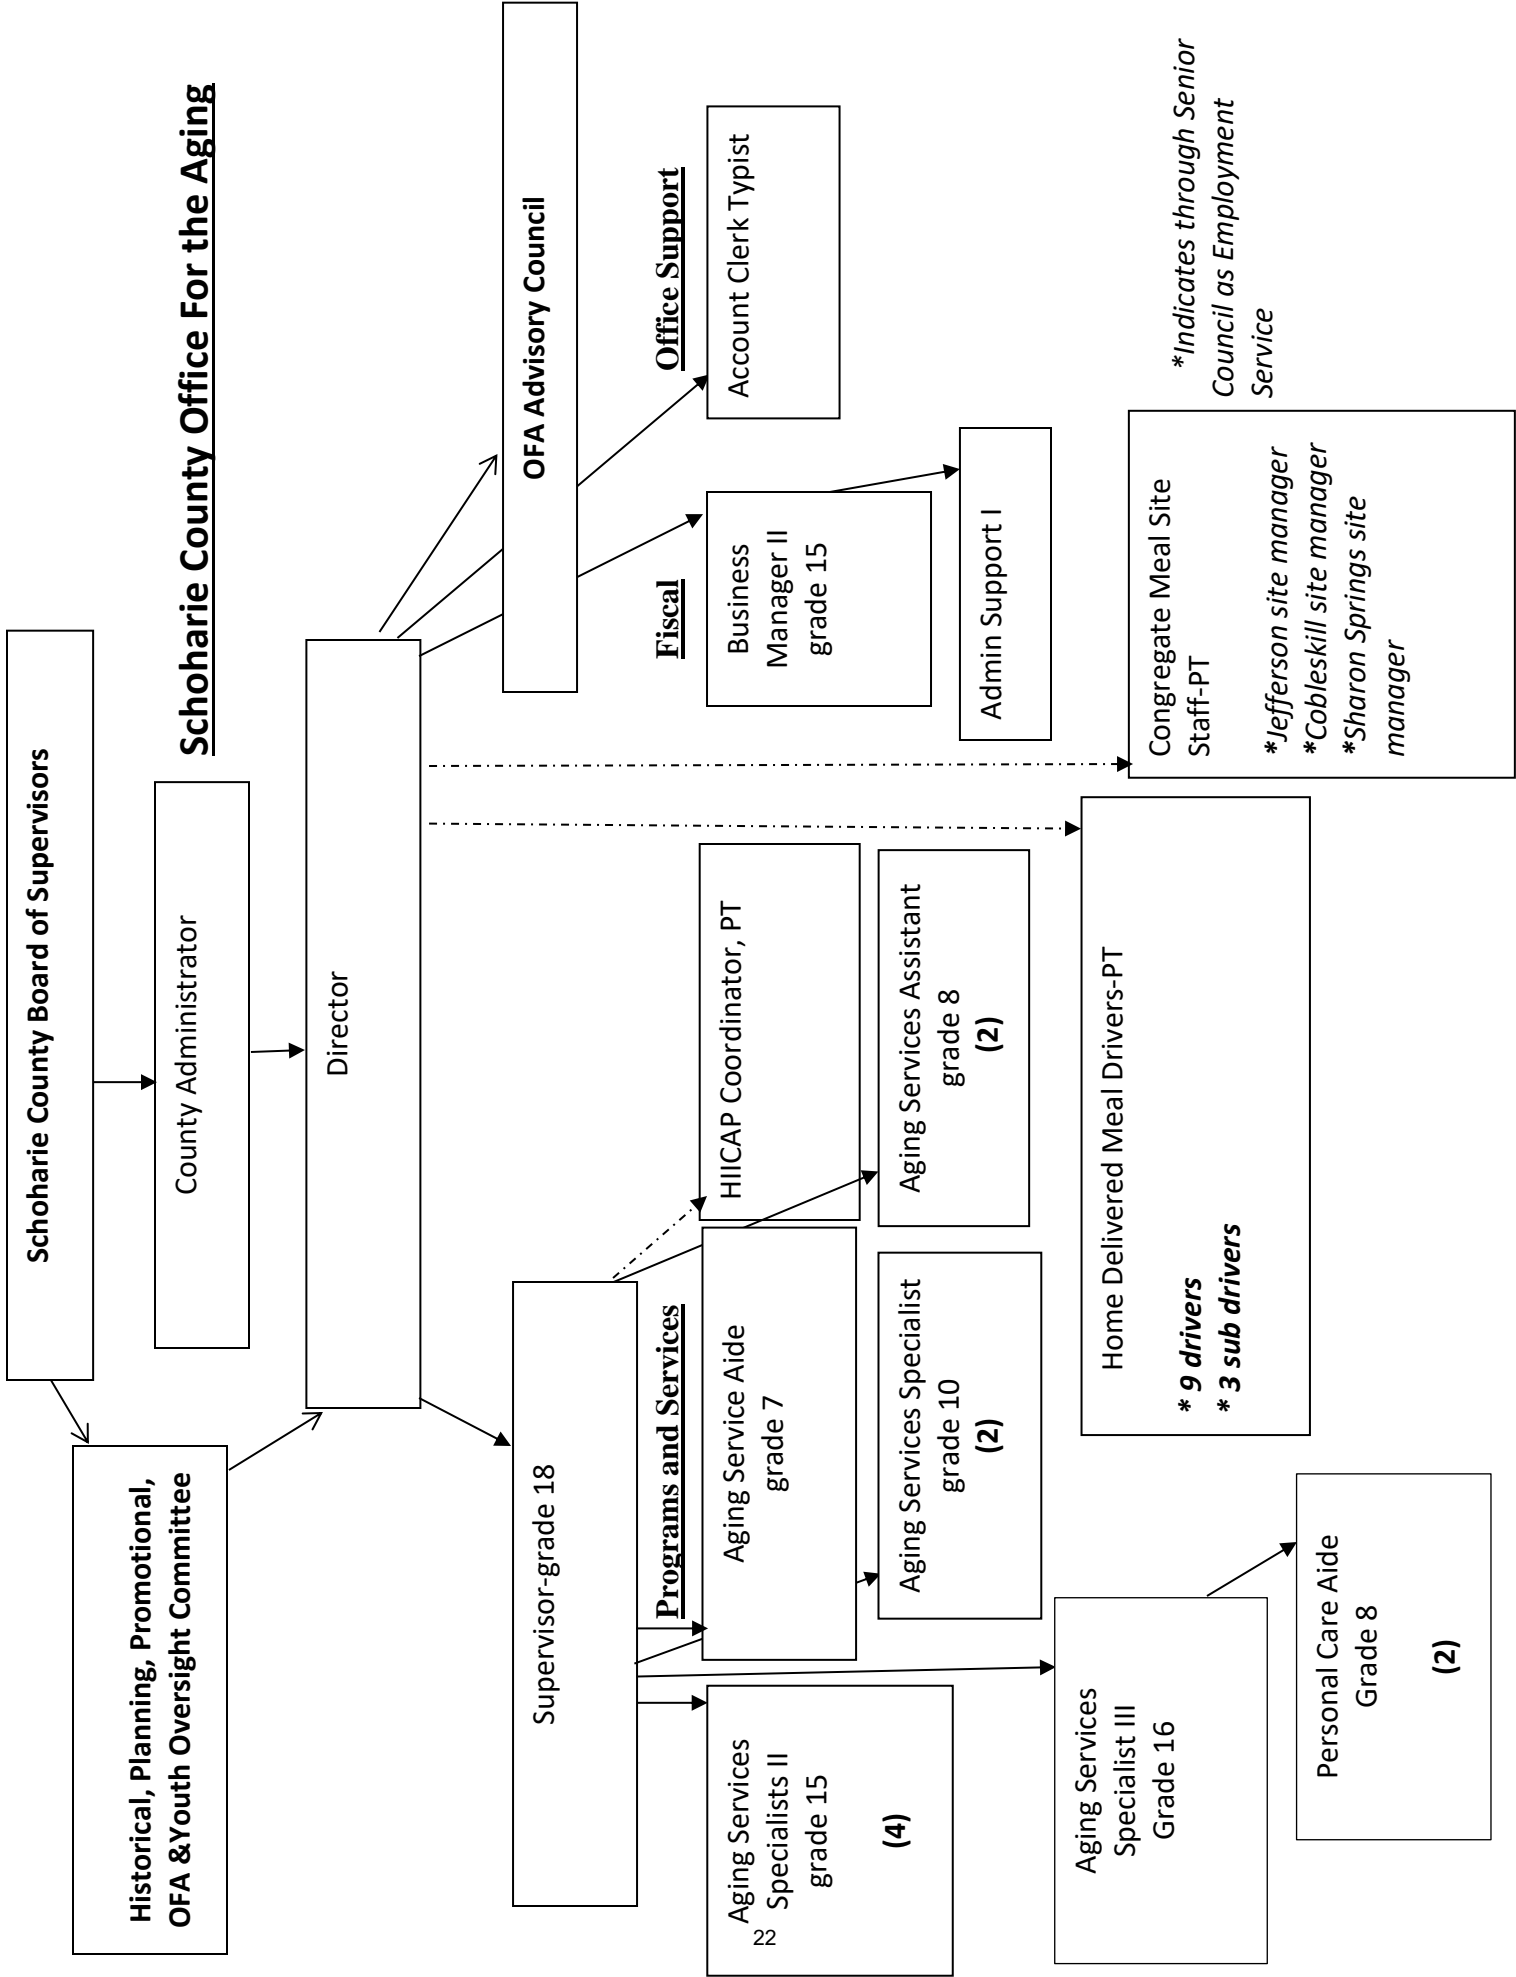 Schoharie County Board of Supervisors
Historical, Planning, Promotional,
OFA &Youth Oversight Committee
County Administrator
Schoharie County Office For the Aging
Director
OFA Advisory Council
Supervisor-grade 18
Programs and Services
Fiscal
Office Support
Aging Services
Specialists II
grade 15
(4)
Aging Service Aide
grade 7
HIICAP Coordinator, PT
Business
Manager II
grade 15
Account Clerk Typist
Aging Services Specialist
grade 10
(2)
Aging Services Assistant
grade 8
(2)
Admin Support I
Aging Services
Specialist III
Grade 16
Home Delivered Meal Drivers-PT
* 9 drivers
* 3 sub drivers
Congregate Meal Site
Staff-PT
*Jefferson site manager
*Cobleskill site manager
*Sharon Springs site
manager
*Indicates through Senior
Council as Employment
Service
Personal Care Aide
Grade 8
(2)
22